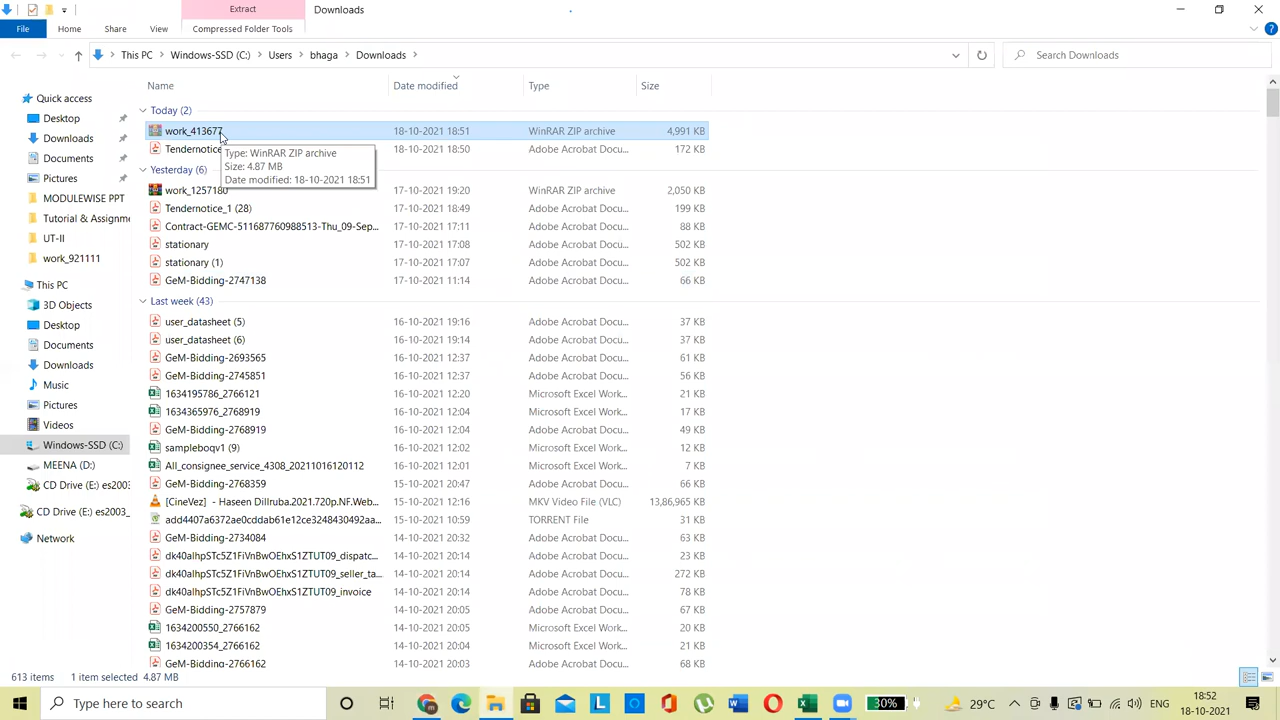 Extract
Downloads
File
Home
Share
View
Compressed Folder Tools
This PC
Windows-SSD (C:)
Users
bhaga
Downloads
Search Downloads
Name
Date modified
Type
Size
Quick access
Desktop
Downloads
Documents
Pictures
MODULEWISE PPT
Tutorial & Assignme
UT-II
work_921111
This PC
3D Objects
Desktop
Documents
Downloads
Music
Pictures
Videos
Windows-SSD (C:)
MEENA (D:)
CD Drive (E:) es2003
CD Drive (E:) es2003_
Network
Today (2)
work_413677 18-10-2021 18:51 WinRAR ZIP archive 4,991 KB
Tendernotice 18-10-2021 18:50 Adobe Acrobat Docu... 172 KB
Type: WinRAR ZIP archive
Size: 4.87 MB
Date modified: 18-10-2021 18:51
Yesterday (6)
work_1257180 17-10-2021 19:20 WinRAR ZIP archive 2,050 KB
Tendernotice_1 (28) 17-10-2021 18:49 Adobe Acrobat Docu... 199 KB
Contract-GEMC-511687760988513-Thu_09-Sep... 17-10-2021 17:11 Adobe Acrobat Docu... 88 KB
stationary 17-10-2021 17:08 Adobe Acrobat Docu... 502 KB
stationary (1) 17-10-2021 17:07 Adobe Acrobat Docu... 502 KB
GeM-Bidding-2747138 17-10-2021 11:14 Adobe Acrobat Docu... 66 KB
Last week (43)
user_datasheet (5) 16-10-2021 19:16 Adobe Acrobat Docu... 37 KB
user_datasheet (6) 16-10-2021 19:14 Adobe Acrobat Docu... 37 KB
GeM-Bidding-2693565 16-10-2021 12:37 Adobe Acrobat Docu... 61 KB
GeM-Bidding-2745851 16-10-2021 12:37 Adobe Acrobat Docu... 56 KB
1634195786_2766121 16-10-2021 12:20 Microsoft Excel Work... 21 KB
1634365976_2768919 16-10-2021 12:04 Microsoft Excel Work... 17 KB
GeM-Bidding-2768919 16-10-2021 12:04 Adobe Acrobat Docu... 49 KB
sampleboqv1 (9) 16-10-2021 12:02 Microsoft Excel Work... 12 KB
All_consignee_service_4308_20211016120112 16-10-2021 12:01 Microsoft Excel Work... 7 KB
GeM-Bidding-2768359 15-10-2021 20:47 Adobe Acrobat Docu... 66 KB
[CineVez] - Haseen Dillruba.2021.720p.NF.Web... 15-10-2021 12:16 MKV Video File (VLC) 13,86,965 KB
add4407a6372ae0cddab61e12ce3248430492aa... 15-10-2021 10:59 TORRENT File 31 KB
GeM-Bidding-2734084 14-10-2021 20:32 Adobe Acrobat Docu... 63 KB
dk40alhpSTc5Z1FiVnBwOEhxS1ZTUT09_dispatc... 14-10-2021 20:14 Adobe Acrobat Docu... 23 KB
dk40alhpSTc5Z1FiVnBwOEhxS1ZTUT09_seller_ta... 14-10-2021 20:14 Adobe Acrobat Docu... 272 KB
dk40alhpSTc5Z1FiVnBwOEhxS1ZTUT09_invoice 14-10-2021 20:14 Adobe Acrobat Docu... 78 KB
GeM-Bidding-2757879 14-10-2021 20:05 Adobe Acrobat Docu... 67 KB
1634200550_2766162 14-10-2021 20:05 Microsoft Excel Work... 20 KB
1634200354_2766162 14-10-2021 20:04 Microsoft Excel Work... 21 KB
GeM-Bidding-2766162 14-10-2021 20:03 Adobe Acrobat Docu... 68 KB
613 items 1 item selected 4.87 MB
Type here to search
30%
29°C
ENG
18:52
18-10-2021